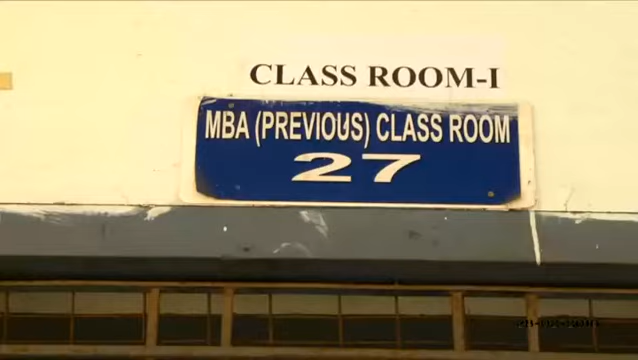 CLASS ROOM-I
MBA (PREVIOUS) CLASS ROOM
27